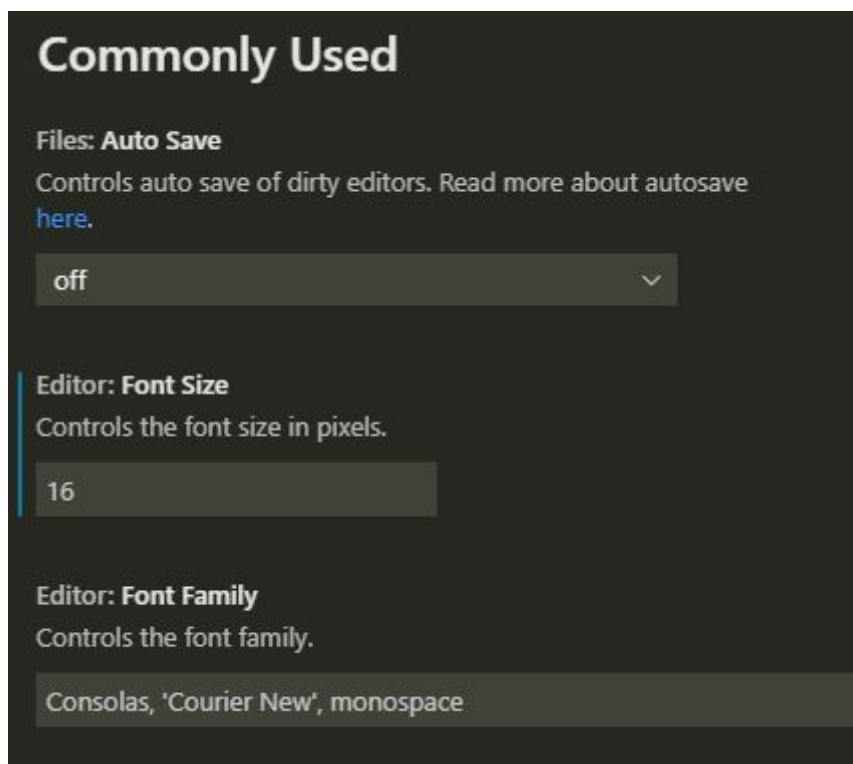 Commonly Used
Files: Auto Save
Controls auto save of dirty editors. Read more about autosave
here.
off
Editor: Font Size
Controls the font size in pixels.
16
Editor: Font Family
Controls the font family.
Consolas, 'Courier New', monospace